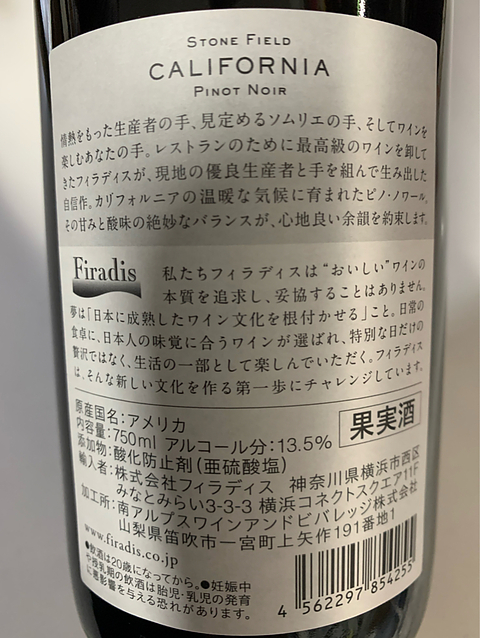 STONE FIELD
CALIFORNIA
PINOT NOIR
情熱をもった生産者の手、見定めるソムリエの手、そしてワインを
楽しむあなたの手。レストランのために最高級のワインを卸して
きたフィラディスが、現地の優良生産者と手を組んで生み出した
自信作。カリフォルニアの温暖な気候に育まれたピノ・ノワール。
その甘みと酸味の絶妙なバランスが、心地良い余韻を約束します。
Firadis
私たちフィラディスは“おいしい”ワインの
本質を追求し、妥協することはありません。
夢は「日本に成熟したワイン文化を根付かせる」こと。日常の
食卓に、日本人の味覚に合うワインが選ばれ、特別な日だけの
贅沢ではなく、生活の一部として楽しんでいただく。フィラディス
は、そんな新しい文化を作る第一歩にチャレンジしています。
原産国:アメリカ
内容量:750ml アルコール分:13.5%
果実酒
添加物:酸化防止剤(亜硫酸塩)
輸入者:株式会社フィラディス 神奈川県横浜市西区
みなとみらい3-3-3 横浜コネクトスクエア11F
加工所:南アルプスワインアンドビバレッジ株式会社
山梨県笛吹市一宮町上矢作191番地1
www.firadis.co.jp
●飲酒は20歳になってから。●妊娠中
や授乳期の飲酒は胎児・乳児の発育
に悪影響を与える恐れがあります。
4 562297 854255